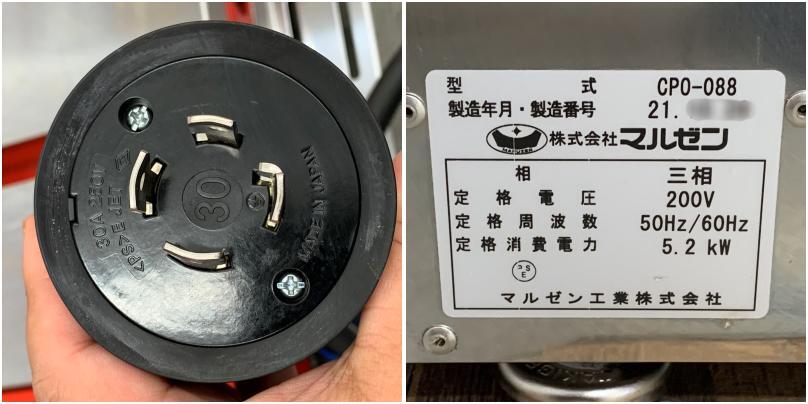 30
30A 250V
<PS>E JET
MADE IN JAPAN
型 式 CPO-088
製造年月・製造番号 21.
MARUZEN
株式会社マルゼン
相 三相
定格電圧 200V
定格周波数 50Hz/60Hz
定格消費電力 5.2 kW
PS
E
マルゼン工業株式会社